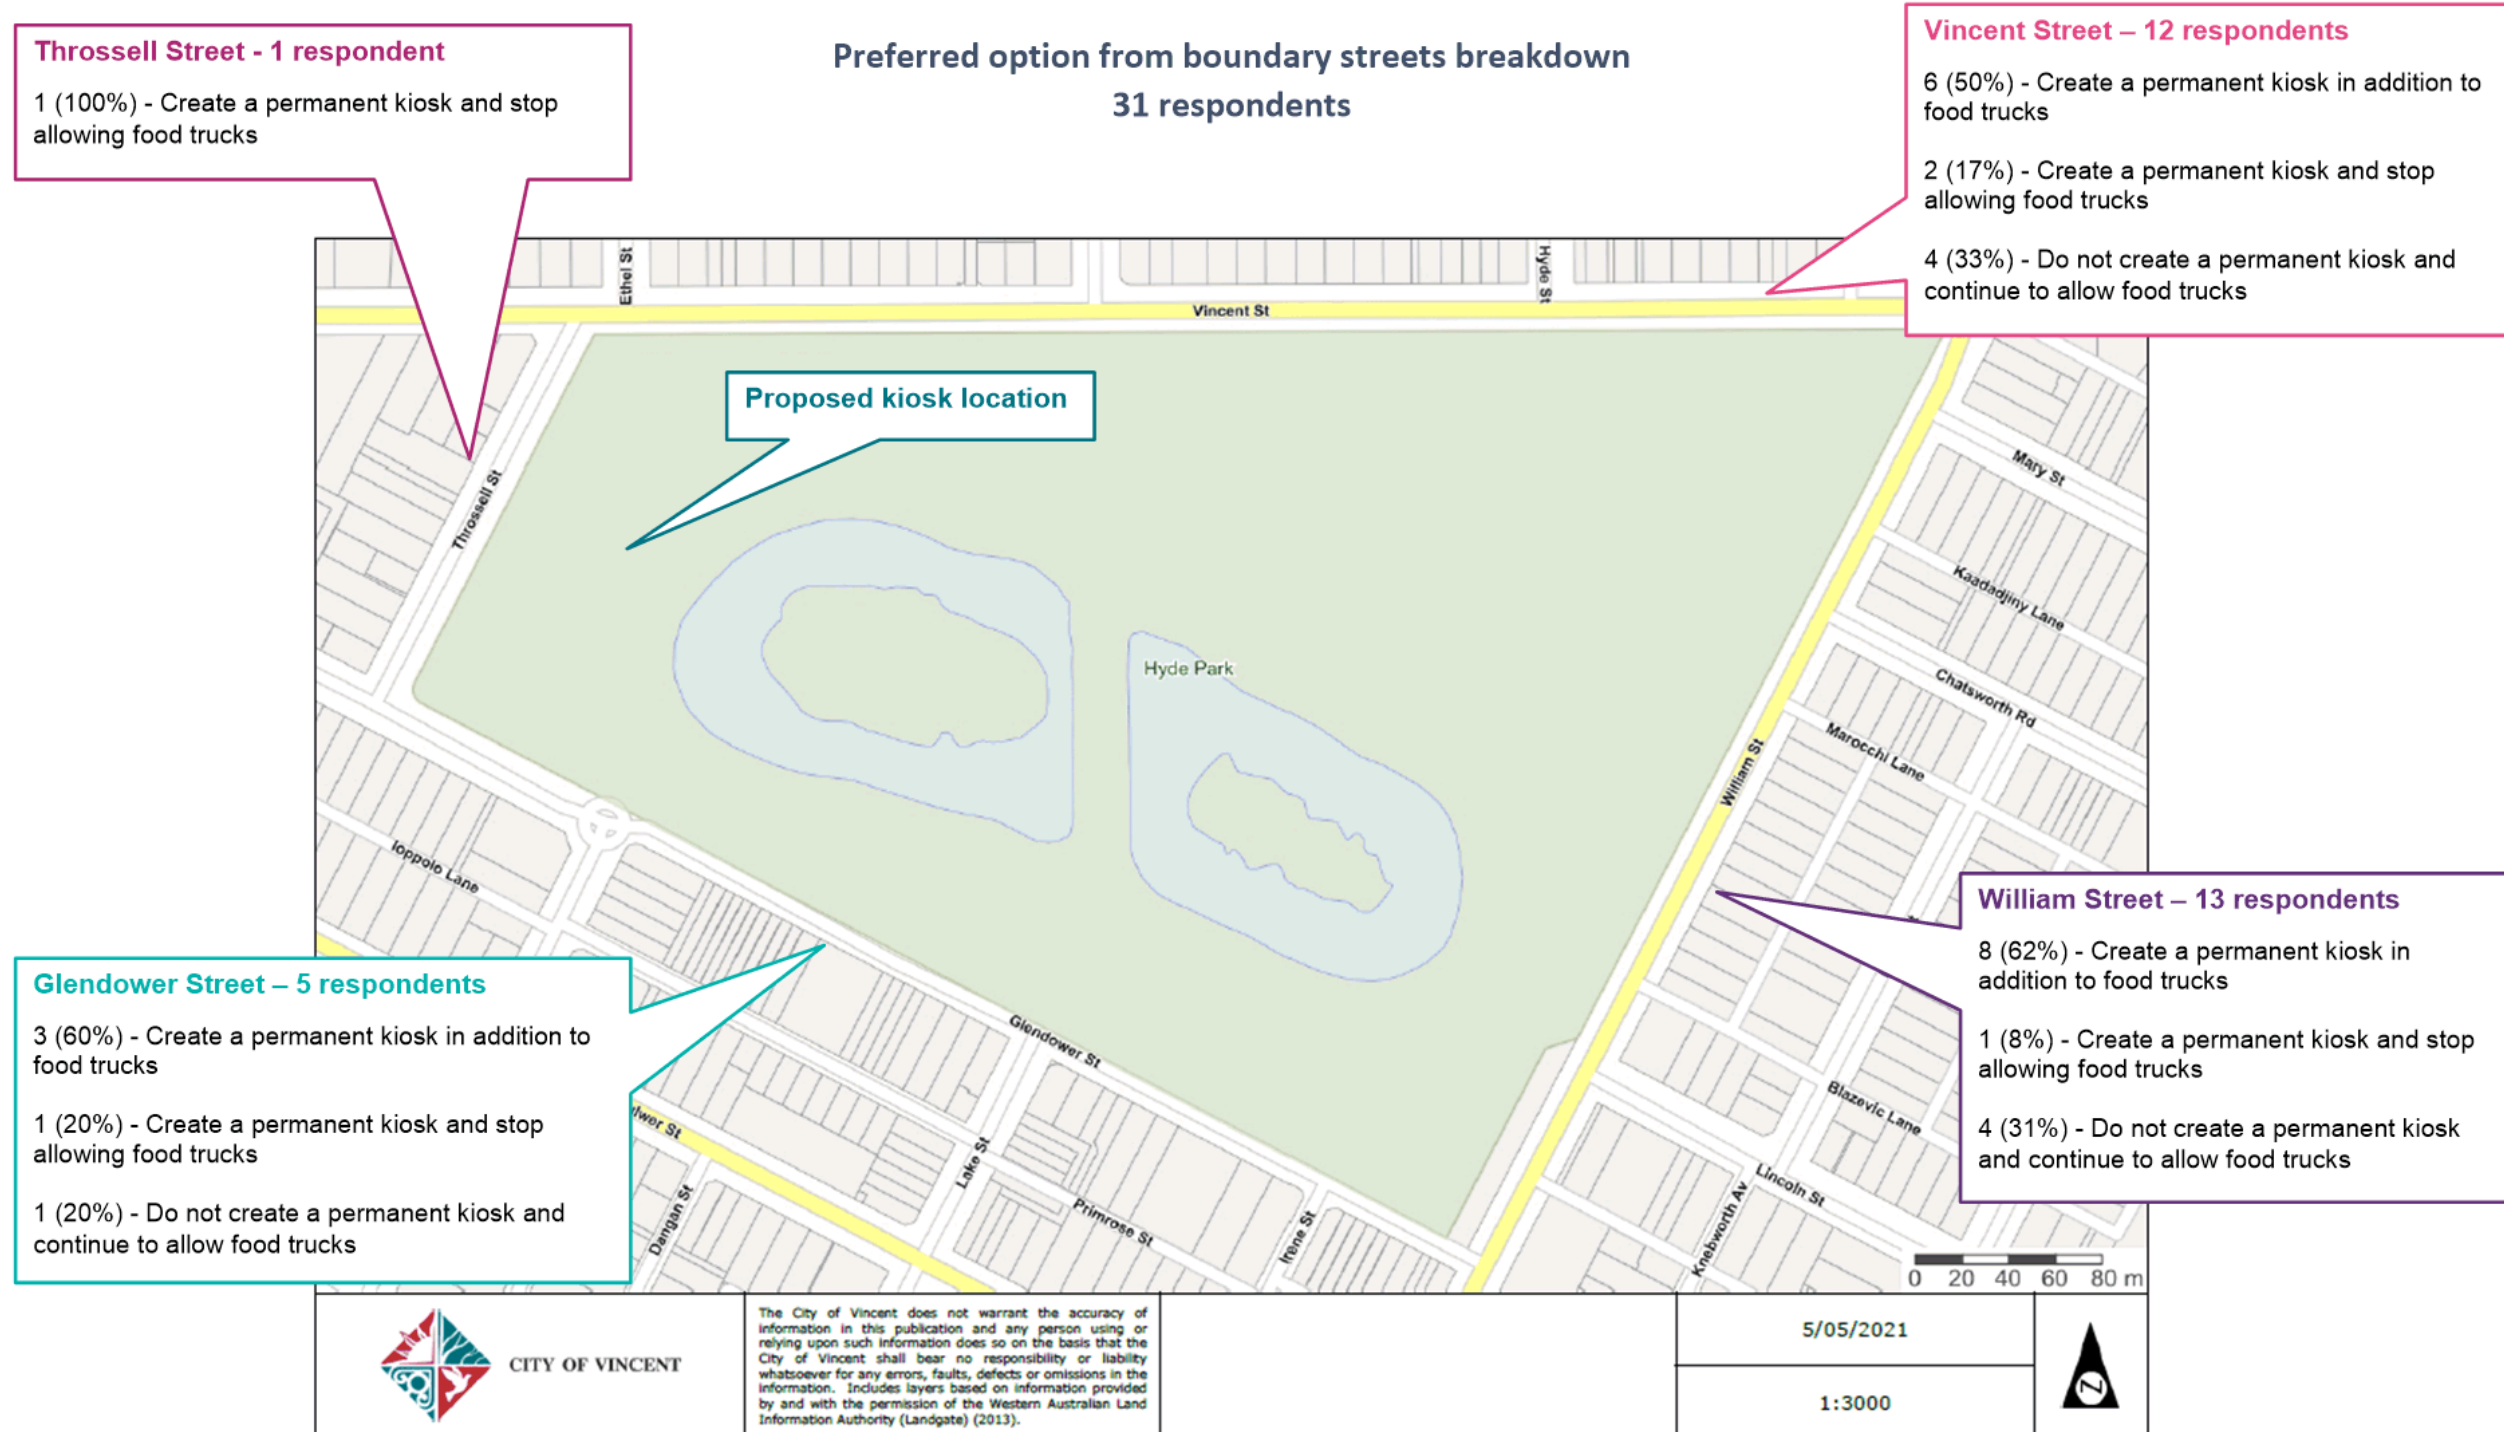 Preferred option from boundary streets breakdown
31 respondents
Throssell Street - 1 respondent
1 (100%) - Create a permanent kiosk and stop
allowing food trucks
Vincent Street – 12 respondents
6 (50%) - Create a permanent kiosk in addition to
food trucks
2 (17%) - Create a permanent kiosk and stop
allowing food trucks
4 (33%) - Do not create a permanent kiosk and
continue to allow food trucks
Ethel St
Hyde St
Vincent St
Proposed kiosk location
Throssell St
Hyde Park
Mary St
Kaadadjiny Lane
Chatsworth Rd
Marocchi Lane
William St
Ioppolo Lane
William Street – 13 respondents
8 (62%) - Create a permanent kiosk in
addition to food trucks
1 (8%) - Create a permanent kiosk and stop
allowing food trucks
4 (31%) - Do not create a permanent kiosk
and continue to allow food trucks
Glendower Street – 5 respondents
3 (60%) - Create a permanent kiosk in addition to
food trucks
1 (20%) - Create a permanent kiosk and stop
allowing food trucks
1 (20%) - Do not create a permanent kiosk and
continue to allow food trucks
Glendower St
Blazevic Lane
lwer St
Lake St
Dangan St
Primrose St
Irene St
Lincoln St
Knebworth Av
0 20 40 60 80 m
CITY OF VINCENT
The City of Vincent does not warrant the accuracy of
information in this publication and any person using or
relying upon such information does so on the basis that the
City of Vincent shall bear no responsibility or liability
whatsoever for any errors, faults, defects or omissions in the
information. Includes layers based on information provided
by and with the permission of the Western Australian Land
Information Authority (Landgate) (2013).
5/05/2021
1:3000
N